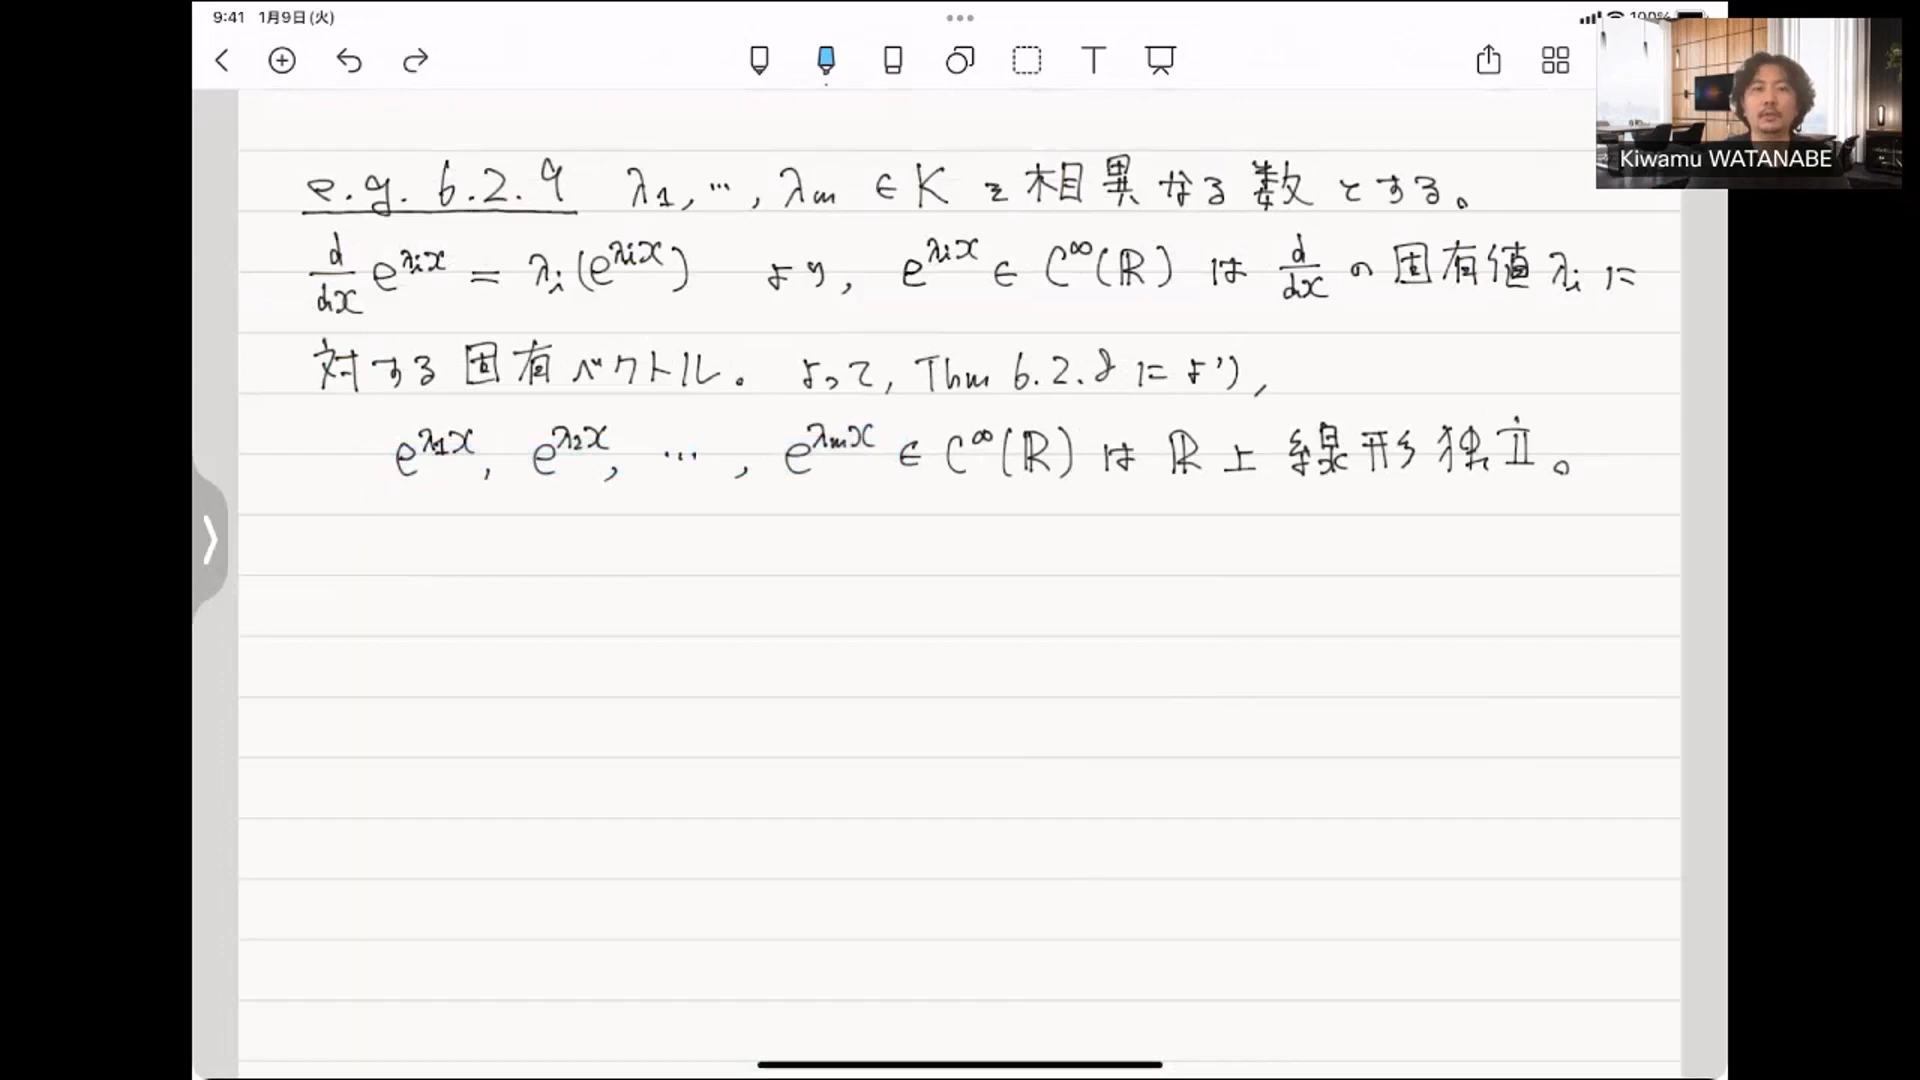 9:41 1月9日(火)
100%
Kiwamu WATANABE
e.g. 6.2.9 λ₁, …, λₘ ∈ K を相異なる数とする。
d/dx e^{λᵢx} = λᵢ(e^{λᵢx}) より, e^{λᵢx} ∈ C^∞(ℝ) は d/dx の固有値 λᵢ に
対する固有ベクトル。よって, Thm 6.2.8 により,
e^{λ₁x}, e^{λ₂x}, …, e^{λₘx} ∈ C^∞(ℝ) は ℝ 上 線形独立。